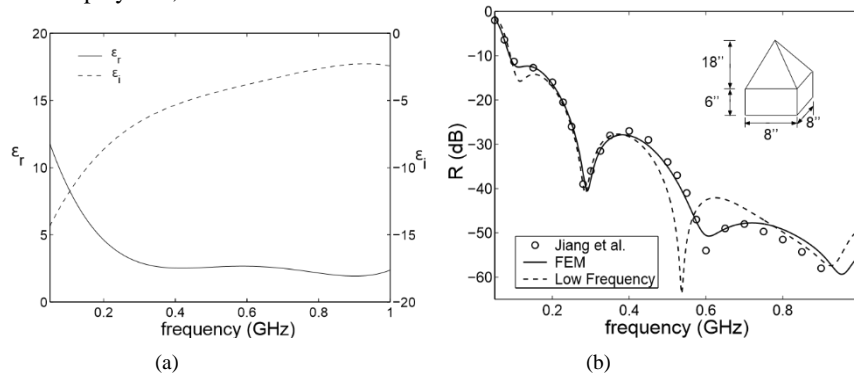 20
15
10
5
0
ε_r
ε_r
ε_i
0
−5
−10
−15
−20
ε_i
0.2
0.4
0.6
0.8
1
frequency (GHz)
(a)
0
−10
−20
−30
−40
−50
−60
R (dB)
18''
6''
8''
8''
Jiang et al.
FEM
Low Frequency
0.2
0.4
0.6
0.8
frequency (GHz)
(b)